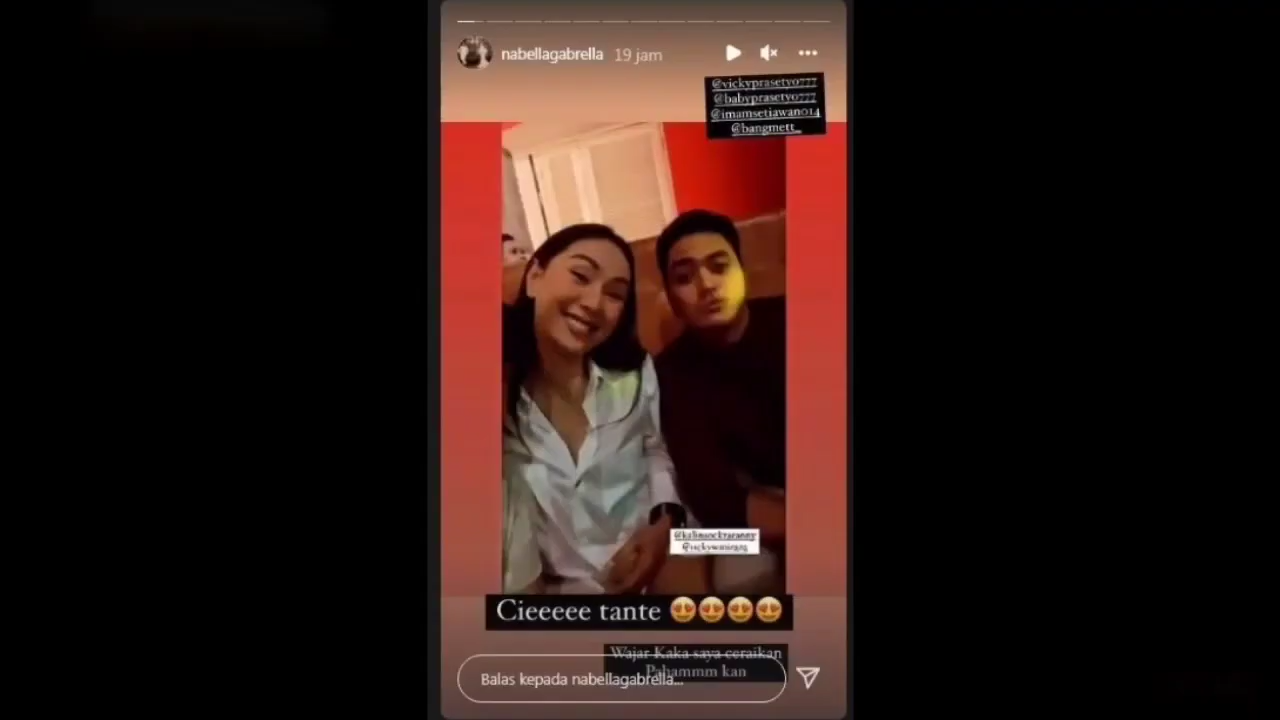 nabellagabrella 19 jam
@vickyprasetyo777
@babyprasetyo777
@imamsetiawan014
@bangmett_
Cieeeee tante 😍😍😍😍
Wajar Kaka saya ceraikan
Pahammm kan
Balas kepada nabellagabrella...